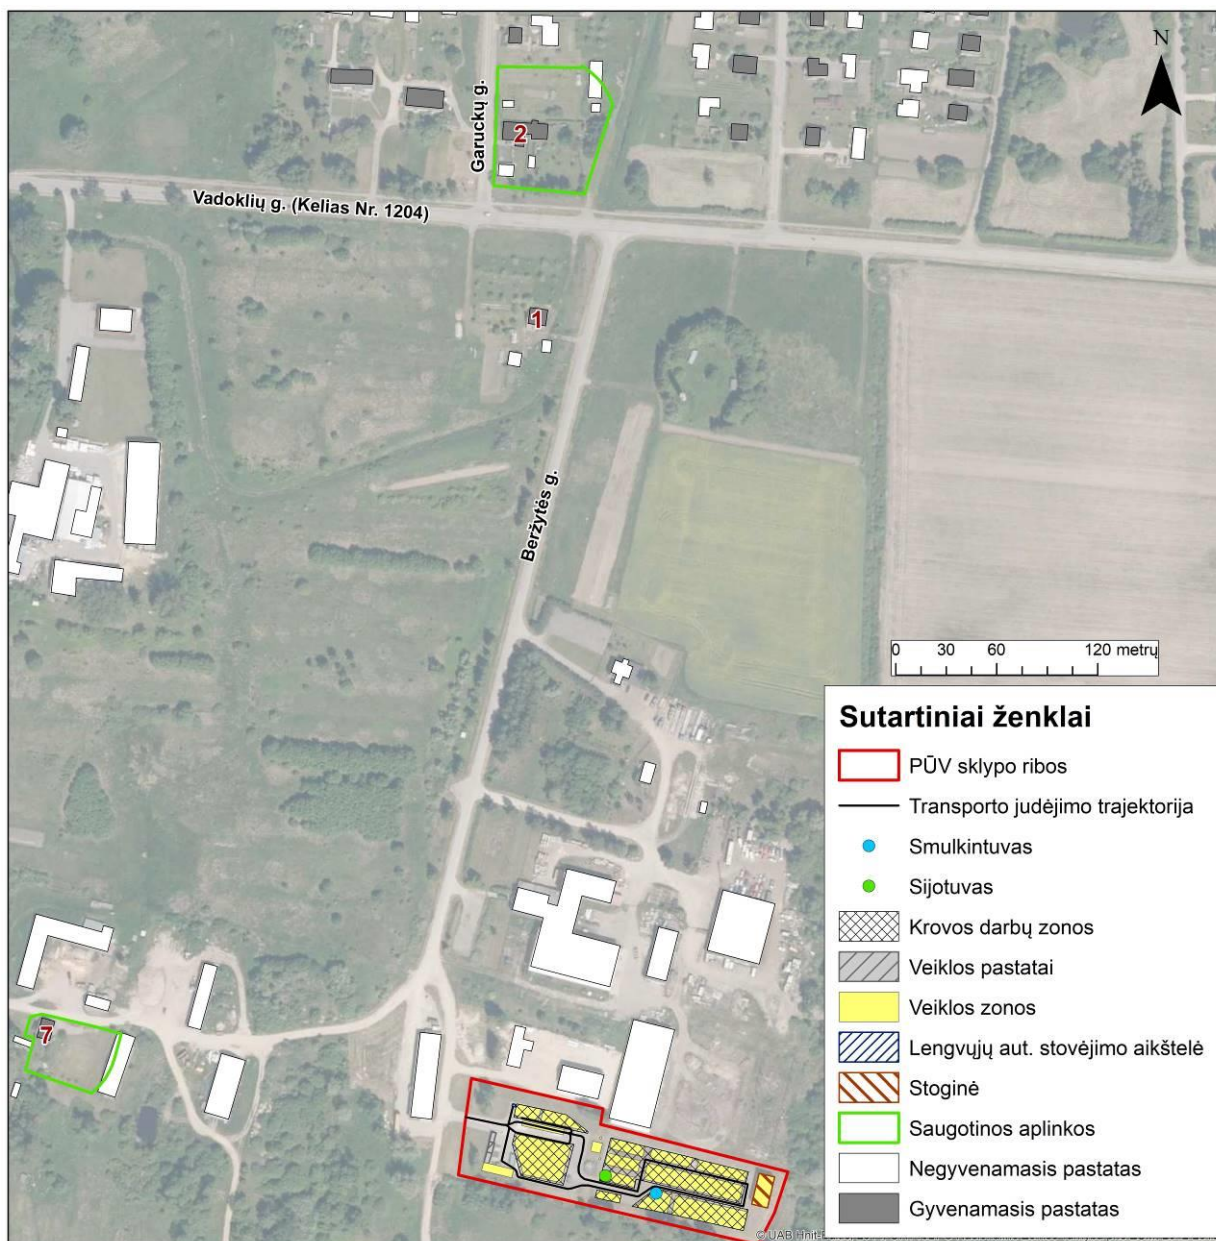 N
Garuckų g.
2
Vadoklių g. (Kelias Nr. 1204)
1
Beržytės g.
0 30 60 120 metrų
Sutartiniai ženklai
PŪV sklypo ribos
Transporto judėjimo trajektorija
Smulkintuvas
Sijotuvas
Krovos darbų zonos
Veiklos pastatai
Veiklos zonos
Lengvųjų aut. stovėjimo aikštelė
Stoginė
Saugotinos aplinkos
Negyvenamasis pastatas
Gyvenamasis pastatas
7
© UAB